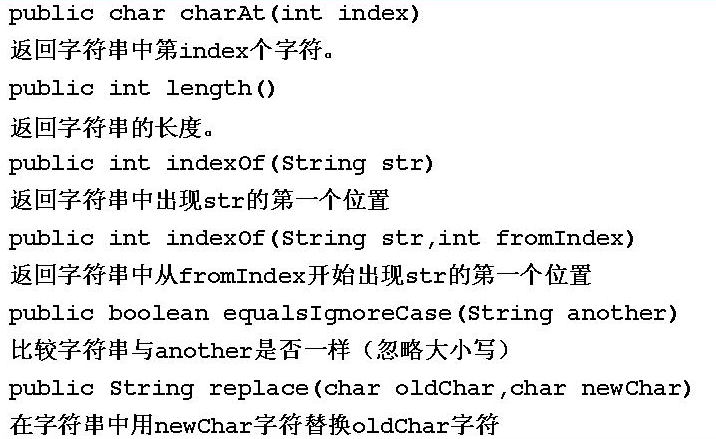 public char charAt(int index)
返回字符串中第index个字符。
public int length()
返回字符串的长度。
public int indexOf(String str)
返回字符串中出现str的第一个位置
public int indexOf(String str,int fromIndex)
返回字符串中从fromIndex开始出现str的第一个位置
public boolean equalsIgnoreCase(String another)
比较字符串与another是否一样（忽略大小写）
public String replace(char oldChar,char newChar)
在字符串中用newChar字符替换oldChar字符